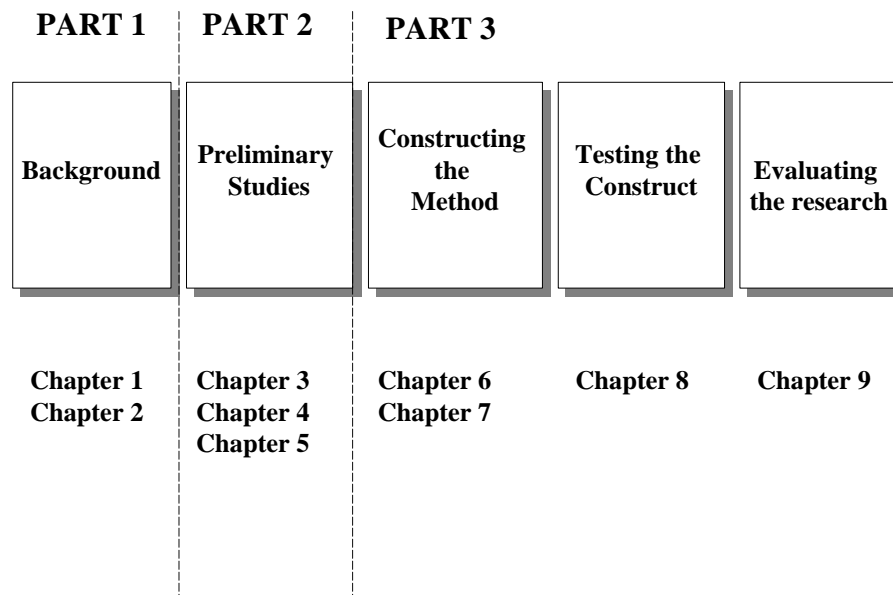 PART 1
PART 2
PART 3
Background
Preliminary
Studies
Constructing
the
Method
Testing the
Construct
Evaluating
the research
Chapter 1
Chapter 2
Chapter 3
Chapter 4
Chapter 5
Chapter 6
Chapter 7
Chapter 8
Chapter 9